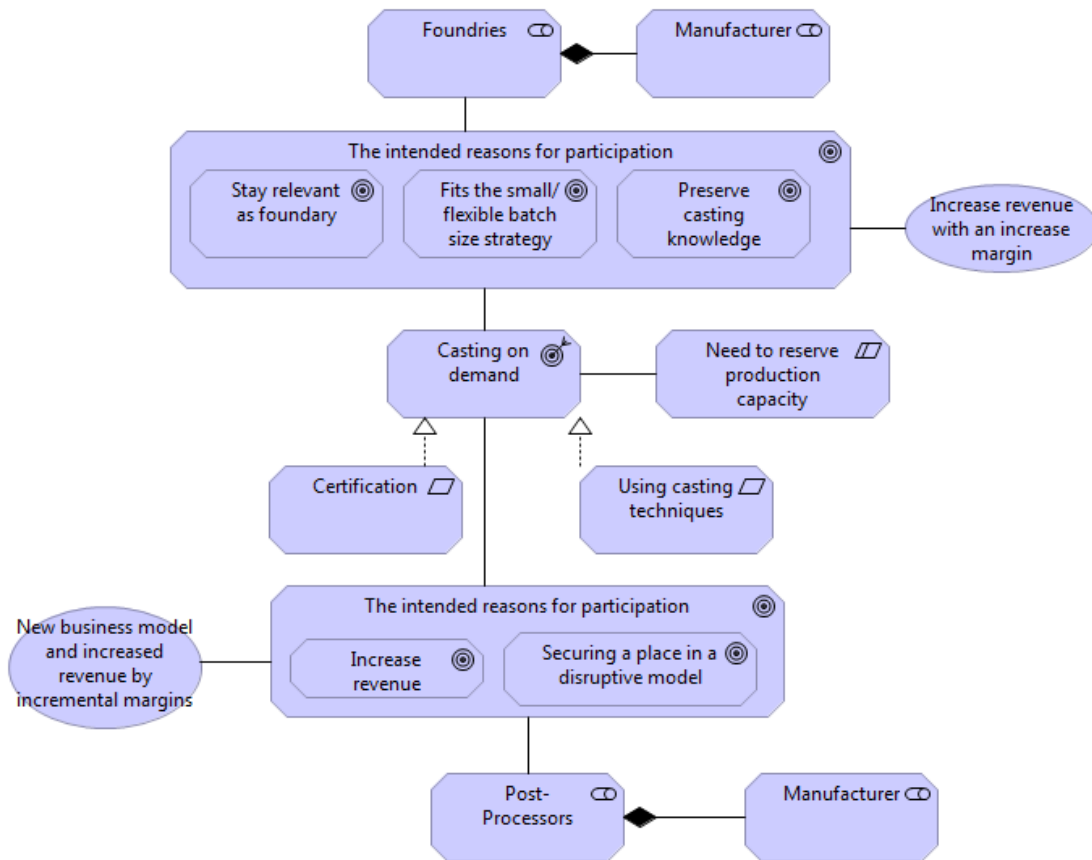 Foundries
Manufacturer
The intended reasons for participation
Stay relevant
as foundary
Fits the small/
flexible batch
size strategy
Preserve
casting
knowledge
Increase revenue
with an increase
margin
Casting on
demand
Need to reserve
production
capacity
Certification
Using casting
techniques
The intended reasons for participation
New business model
and increased
revenue by
incremental margins
Increase
revenue
Securing a place in a
disruptive model
Post-
Processors
Manufacturer